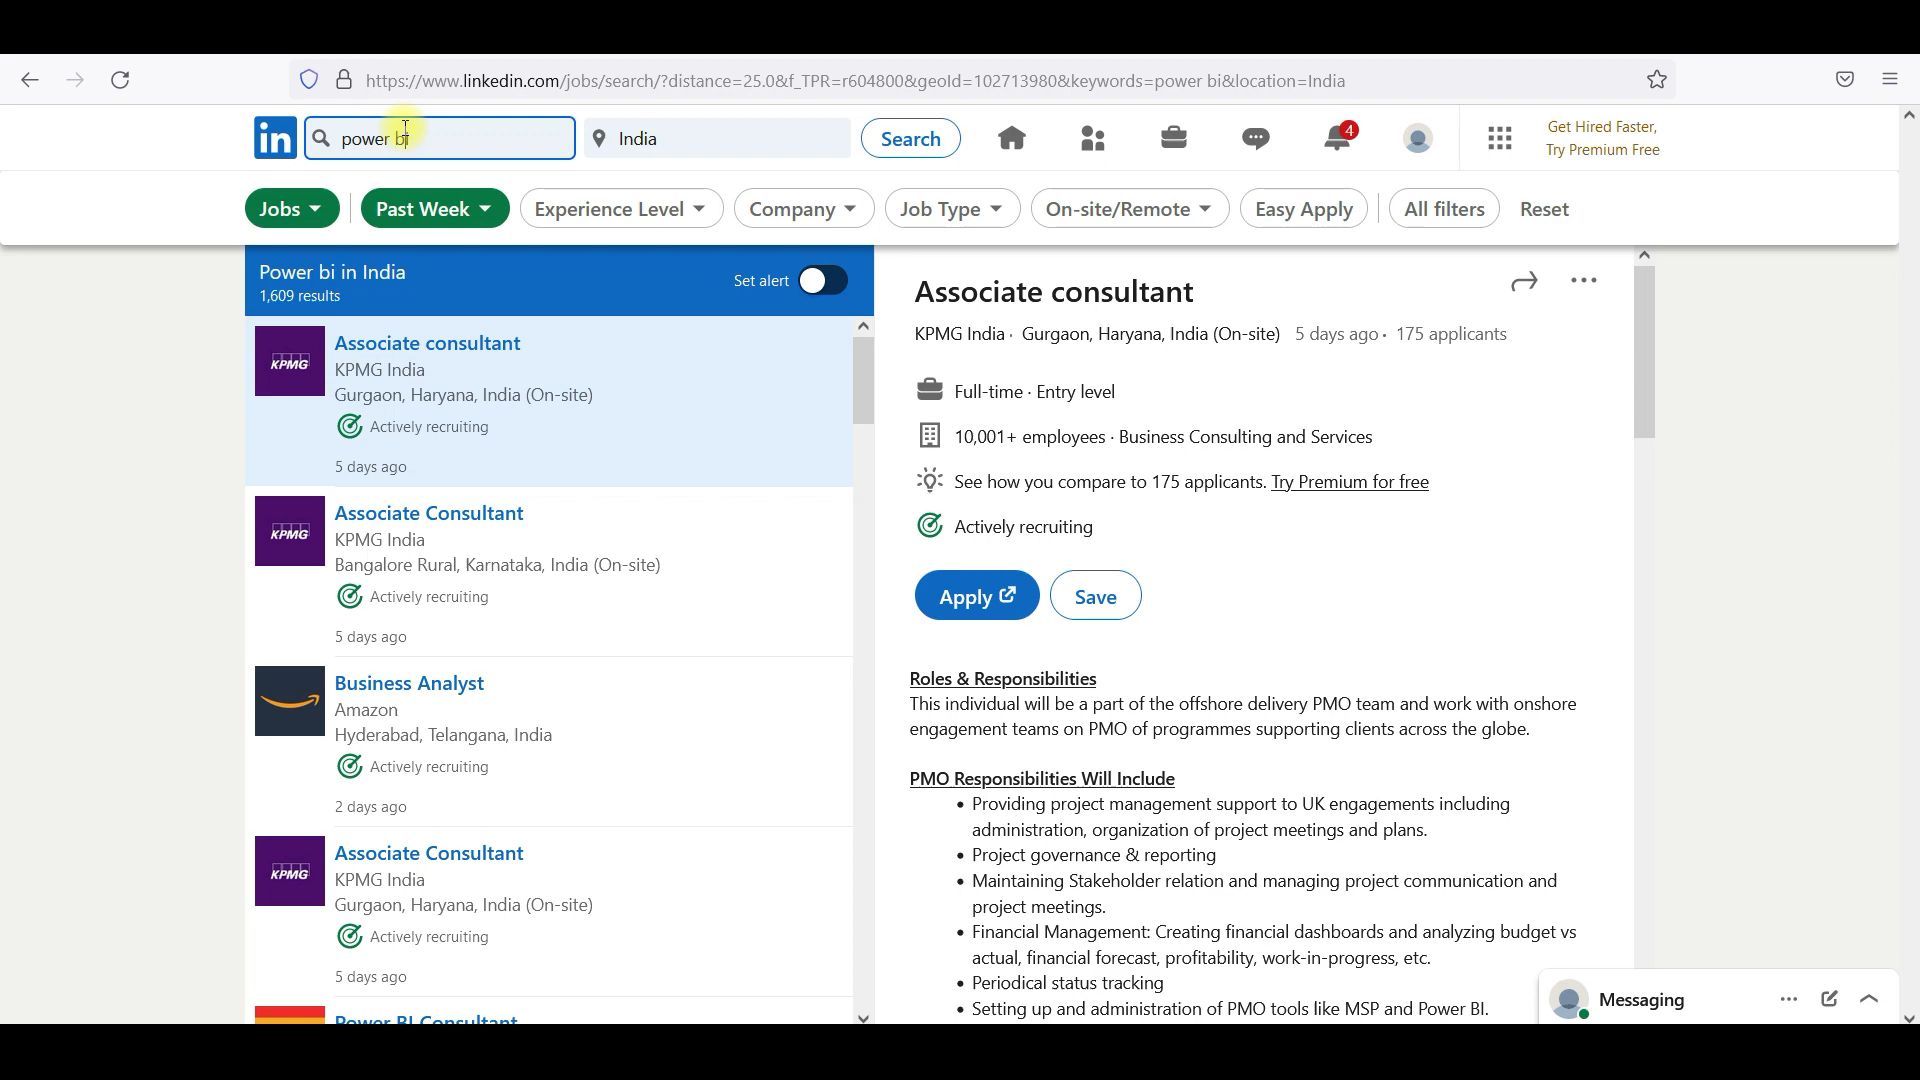 https://www.linkedin.com/jobs/search/?distance=25.0&f_TPR=r604800&geoId=102713980&keywords=power bi&location=India
in
power bi
India
Search
4
Get Hired Faster,
Try Premium Free
Jobs
Past Week
Experience Level
Company
Job Type
On-site/Remote
Easy Apply
All filters
Reset
Power bi in India
1,609 results
Set alert
KPMG
Associate consultant
KPMG India
Gurgaon, Haryana, India (On-site)
Actively recruiting
5 days ago
KPMG
Associate Consultant
KPMG India
Bangalore Rural, Karnataka, India (On-site)
Actively recruiting
5 days ago
Business Analyst
Amazon
Hyderabad, Telangana, India
Actively recruiting
2 days ago
KPMG
Associate Consultant
KPMG India
Gurgaon, Haryana, India (On-site)
Actively recruiting
5 days ago
Power BI Consultant
Associate consultant
KPMG India · Gurgaon, Haryana, India (On-site) 5 days ago · 175 applicants
Full-time · Entry level
10,001+ employees · Business Consulting and Services
See how you compare to 175 applicants. Try Premium for free
Actively recruiting
Apply
Save
Roles & Responsibilities
This individual will be a part of the offshore delivery PMO team and work with onshore
engagement teams on PMO of programmes supporting clients across the globe.
PMO Responsibilities Will Include
• Providing project management support to UK engagements including
administration, organization of project meetings and plans.
• Project governance & reporting
• Maintaining Stakeholder relation and managing project communication and
project meetings.
• Financial Management: Creating financial dashboards and analyzing budget vs
actual, financial forecast, profitability, work-in-progress, etc.
• Periodical status tracking
• Setting up and administration of PMO tools like MSP and Power BI.
Messaging